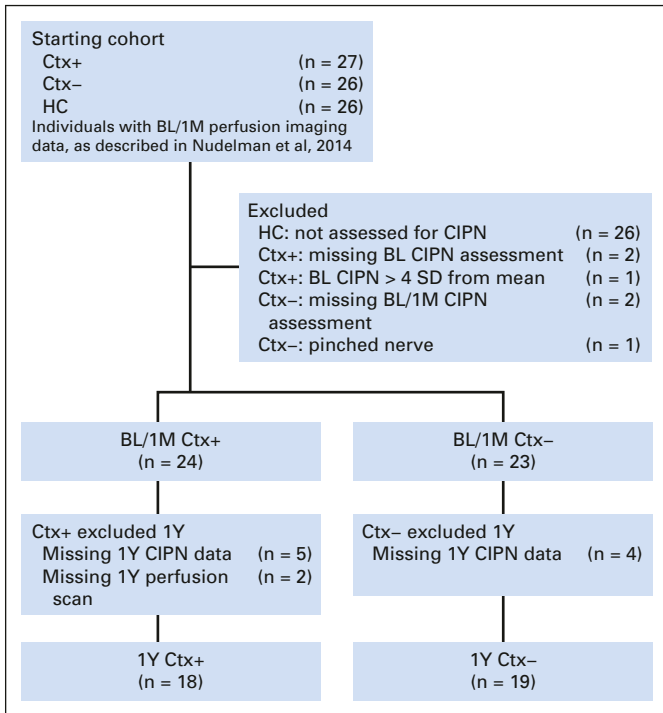 Starting cohort
Ctx+ (n = 27)
Ctx− (n = 26)
HC (n = 26)
Individuals with BL/1M perfusion imaging
data, as described in Nudelman et al, 2014
Excluded
HC: not assessed for CIPN (n = 26)
Ctx+: missing BL CIPN assessment (n = 2)
Ctx+: BL CIPN > 4 SD from mean (n = 1)
Ctx−: missing BL/1M CIPN (n = 2)
assessment
Ctx−: pinched nerve (n = 1)
BL/1M Ctx+
(n = 24)
BL/1M Ctx−
(n = 23)
Ctx+ excluded 1Y
Missing 1Y CIPN data (n = 5)
Missing 1Y perfusion (n = 2)
scan
Ctx− excluded 1Y
Missing 1Y CIPN data (n = 4)
1Y Ctx+
(n = 18)
1Y Ctx−
(n = 19)